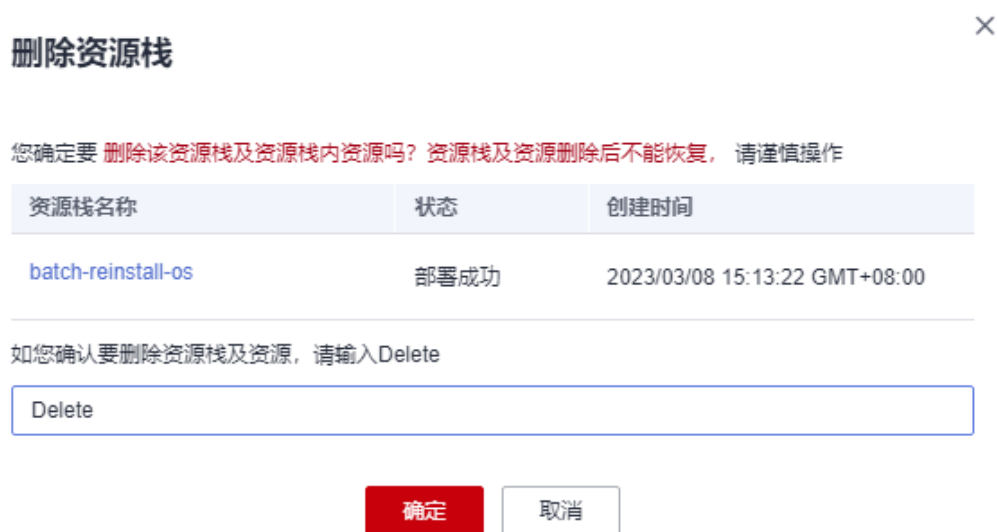 删除资源栈
您确定要 删除该资源栈及资源栈内资源吗？资源栈及资源删除后不能恢复， 请谨慎操作
资源栈名称 状态 创建时间
batch-reinstall-os 部署成功 2023/03/08 15:13:22 GMT+08:00
如您确认要删除资源栈及资源，请输入Delete
Delete
确定 取消